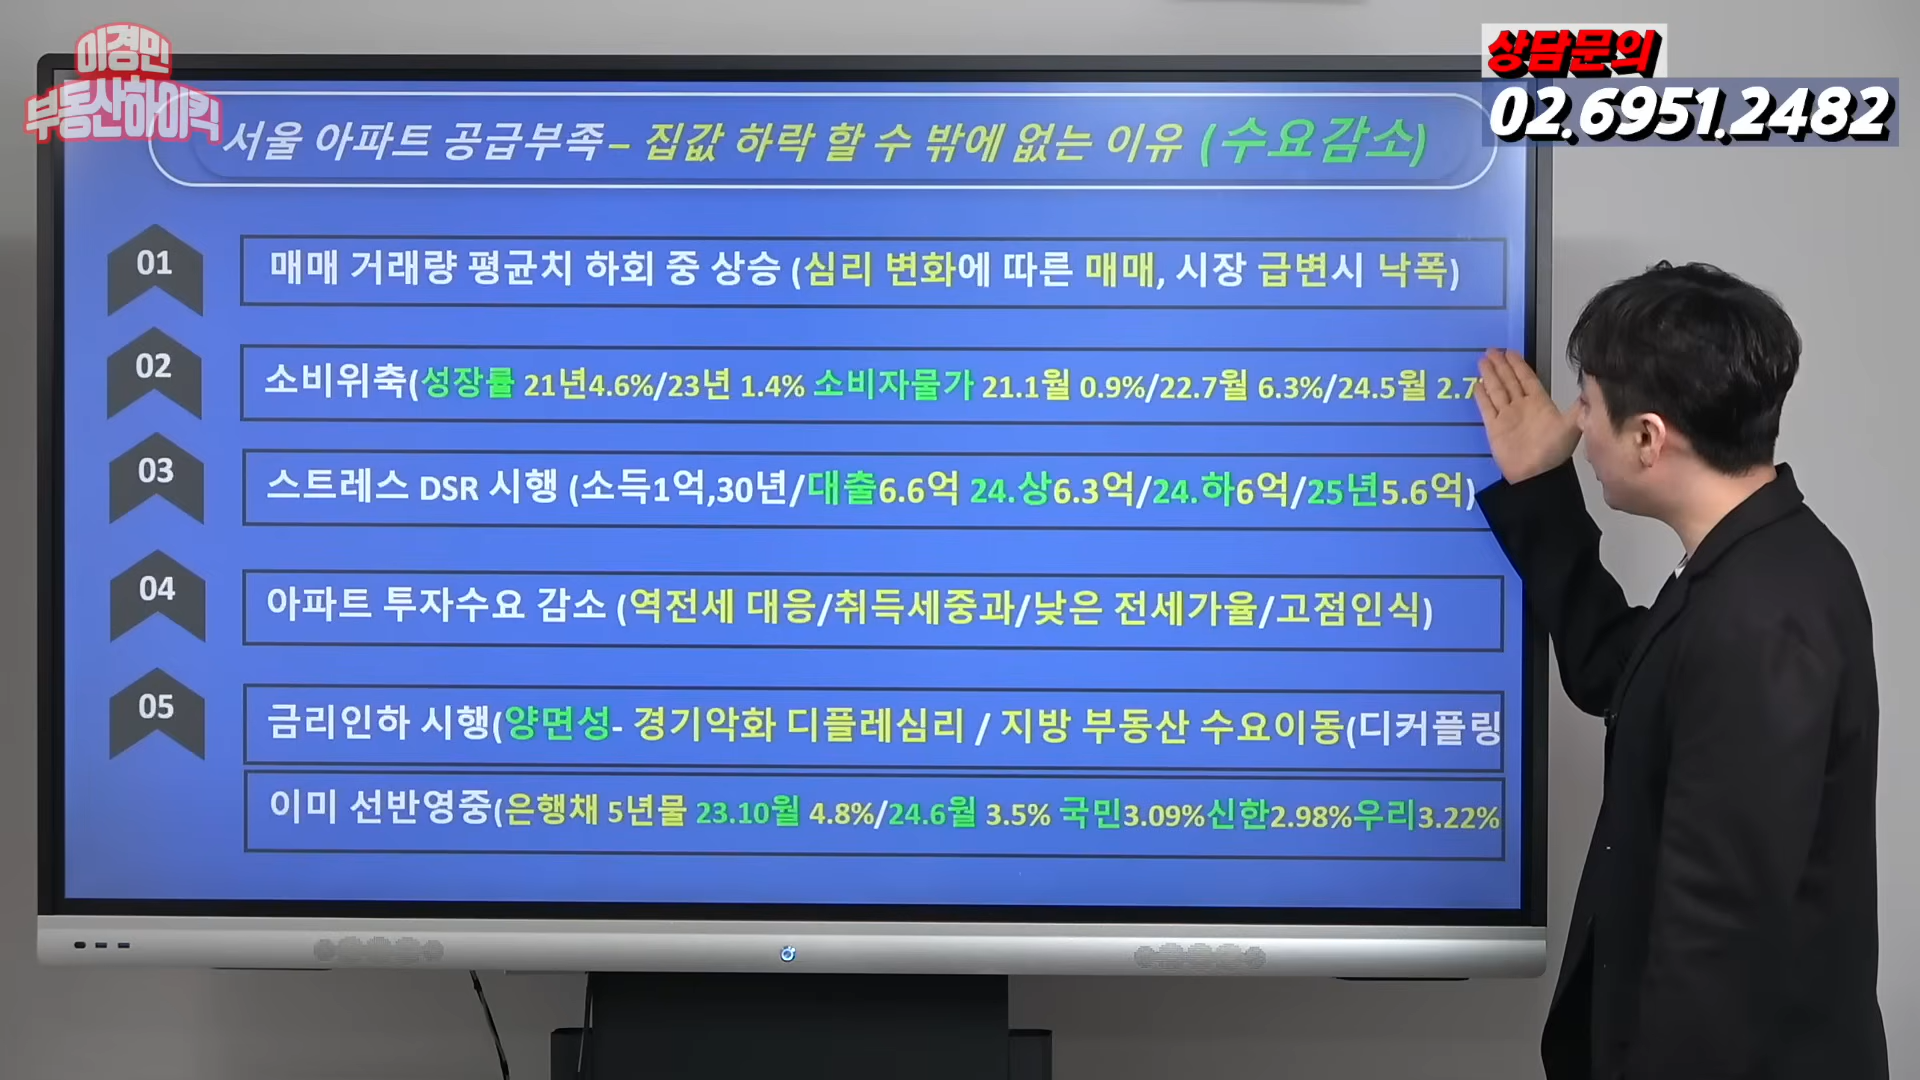 이경민
부동산하이킥
상담문의
02.6951.2482
서울 아파트 공급부족 – 집값 하락 할 수 밖에 없는 이유 (수요감소)
01
매매 거래량 평균치 하회 중 상승 (심리 변화에 따른 매매, 시장 급변시 낙폭)
02
소비위축(성장률 21년4.6%/23년 1.4% 소비자물가 21.1월 0.9%/22.7월 6.3%/24.5월 2.7
03
스트레스 DSR 시행 (소득1억,30년/대출6.6억 24.상6.3억/24.하6억/25년5.6억)
04
아파트 투자수요 감소 (역전세 대응/취득세중과/낮은 전세가율/고점인식)
05
금리인하 시행(양면성- 경기악화 디플레심리 / 지방 부동산 수요이동(디커플링
이미 선반영중(은행채 5년물 23.10월 4.8%/24.6월 3.5% 국민3.09%신한2.98%우리3.22%